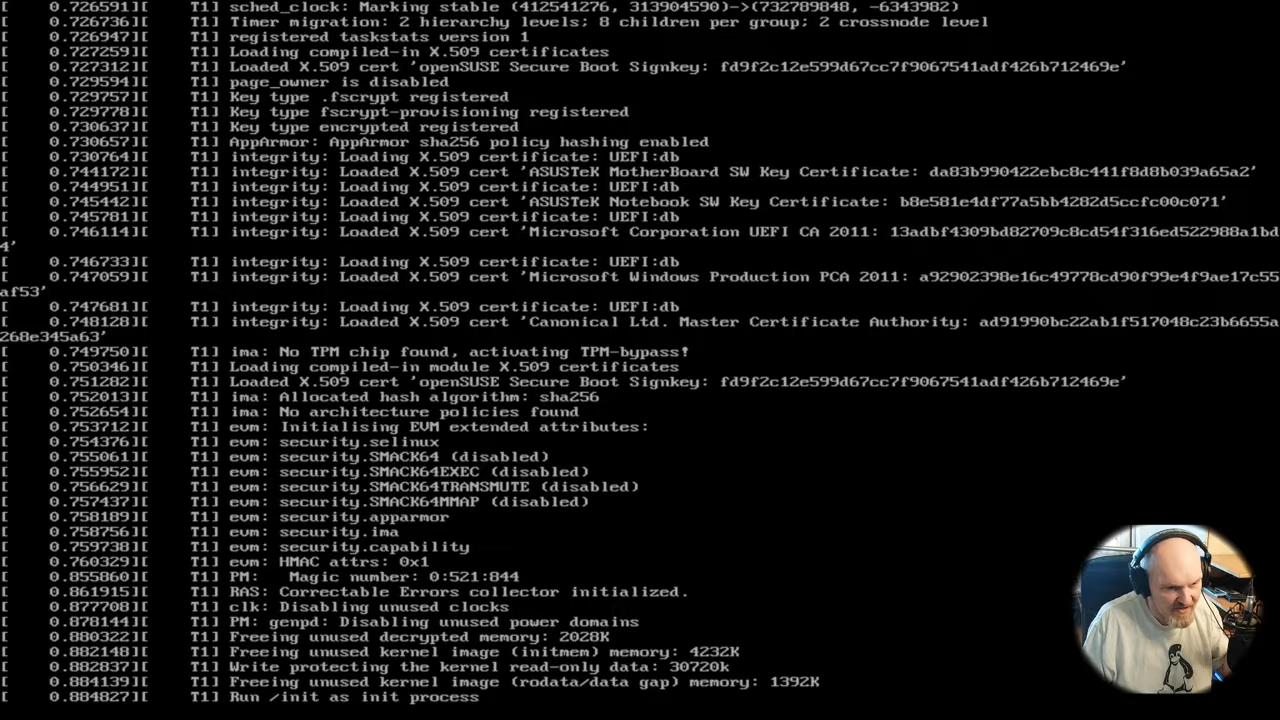 [    0.726591][    T1] sched_clock: Marking stable (412541276, 313904590)->(732789848, -6343982)
[    0.726736][    T1] Timer migration: 2 hierarchy levels; 8 children per group; 2 crossnode level
[    0.726947][    T1] registered taskstats version 1
[    0.727259][    T1] Loading compiled-in X.509 certificates
[    0.727312][    T1] Loaded X.509 cert 'openSUSE Secure Boot Signkey: fd9f2c12e599d67cc7f9067541adf426b712469e'
[    0.729594][    T1] page_owner is disabled
[    0.729757][    T1] Key type .fscrypt registered
[    0.729778][    T1] Key type fscrypt-provisioning registered
[    0.730637][    T1] Key type encrypted registered
[    0.730657][    T1] AppArmor: AppArmor sha256 policy hashing enabled
[    0.730764][    T1] integrity: Loading X.509 certificate: UEFI:db
[    0.744172][    T1] integrity: Loaded X.509 cert 'ASUSTeK MotherBoard SW Key Certificate: da83b990422ebc8c441f8d8b039a65a2'
[    0.744951][    T1] integrity: Loading X.509 certificate: UEFI:db
[    0.745442][    T1] integrity: Loaded X.509 cert 'ASUSTeK Notebook SW Key Certificate: b8e581e4df77a5bb4282d5ccfc00c071'
[    0.745781][    T1] integrity: Loading X.509 certificate: UEFI:db
[    0.746114][    T1] integrity: Loaded X.509 cert 'Microsoft Corporation UEFI CA 2011: 13adbf4309bd82709c8cd54f316ed522988a1bd
4'
[    0.746733][    T1] integrity: Loading X.509 certificate: UEFI:db
[    0.747059][    T1] integrity: Loaded X.509 cert 'Microsoft Windows Production PCA 2011: a92902398e16c49778cd90f99e4f9ae17c55
af53'
[    0.747681][    T1] integrity: Loading X.509 certificate: UEFI:db
[    0.748128][    T1] integrity: Loaded X.509 cert 'Canonical Ltd. Master Certificate Authority: ad91990bc22ab1f517048c23b6655a
268e345a63'
[    0.749750][    T1] ima: No TPM chip found, activating TPM-bypass!
[    0.750346][    T1] Loading compiled-in module X.509 certificates
[    0.751282][    T1] Loaded X.509 cert 'openSUSE Secure Boot Signkey: fd9f2c12e599d67cc7f9067541adf426b712469e'
[    0.752013][    T1] ima: Allocated hash algorithm: sha256
[    0.752654][    T1] ima: No architecture policies found
[    0.753712][    T1] evm: Initialising EVM extended attributes:
[    0.754376][    T1] evm: security.selinux
[    0.755061][    T1] evm: security.SMACK64 (disabled)
[    0.755952][    T1] evm: security.SMACK64EXEC (disabled)
[    0.756629][    T1] evm: security.SMACK64TRANSMUTE (disabled)
[    0.757437][    T1] evm: security.SMACK64MMAP (disabled)
[    0.758189][    T1] evm: security.apparmor
[    0.758756][    T1] evm: security.ima
[    0.759738][    T1] evm: security.capability
[    0.760329][    T1] evm: HMAC attrs: 0x1
[    0.855860][    T1] PM:   Magic number: 0:521:844
[    0.861915][    T1] RAS: Correctable Errors collector initialized.
[    0.877708][    T1] clk: Disabling unused clocks
[    0.878144][    T1] PM: genpd: Disabling unused power domains
[    0.880322][    T1] Freeing unused decrypted memory: 2028K
[    0.882148][    T1] Freeing unused kernel image (initmem) memory: 4232K
[    0.882837][    T1] Write protecting the kernel read-only data: 30720k
[    0.884139][    T1] Freeing unused kernel image (rodata/data gap) memory: 1392K
[    0.884827][    T1] Run /init as init process